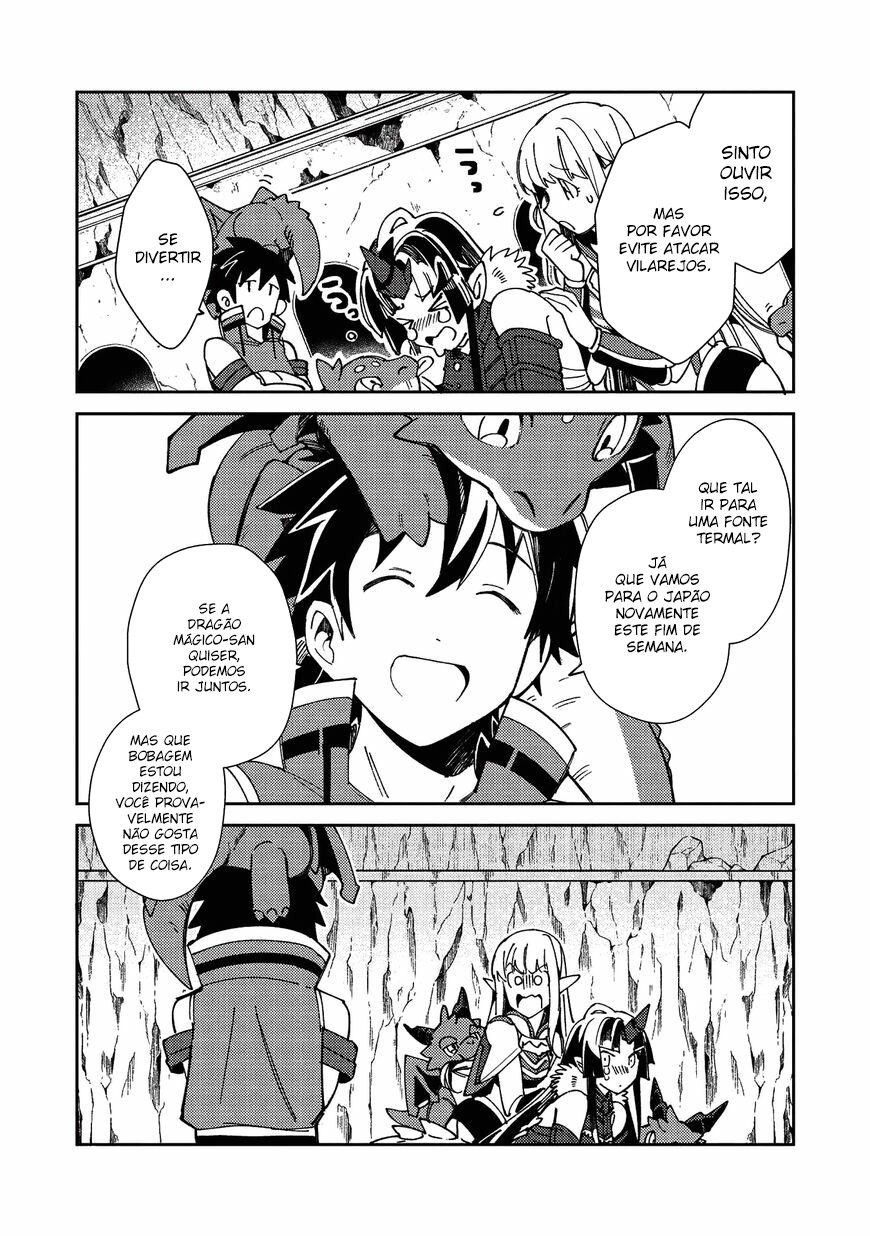 SINTO
OUVIR
ISSO,
MAS
POR FAVOR
EVITE ATACAR
VILAREJOS.
SE
DIVERTIR
...
QUE TAL
IR PARA
UMA FONTE
TERMAL?
JÁ
QUE VAMOS
PARA O JAPÃO
NOVAMENTE
ESTE FIM DE
SEMANA.
SE A
DRAGÃO
MÁGICO-SAN
QUISER,
PODEMOS
IR JUNTOS.
MAS QUE
BOBAGEM
ESTOU
DIZENDO,
VOCÊ PROVA-
VELMENTE
NÃO GOSTA
DESSE TIPO
DE COISA.